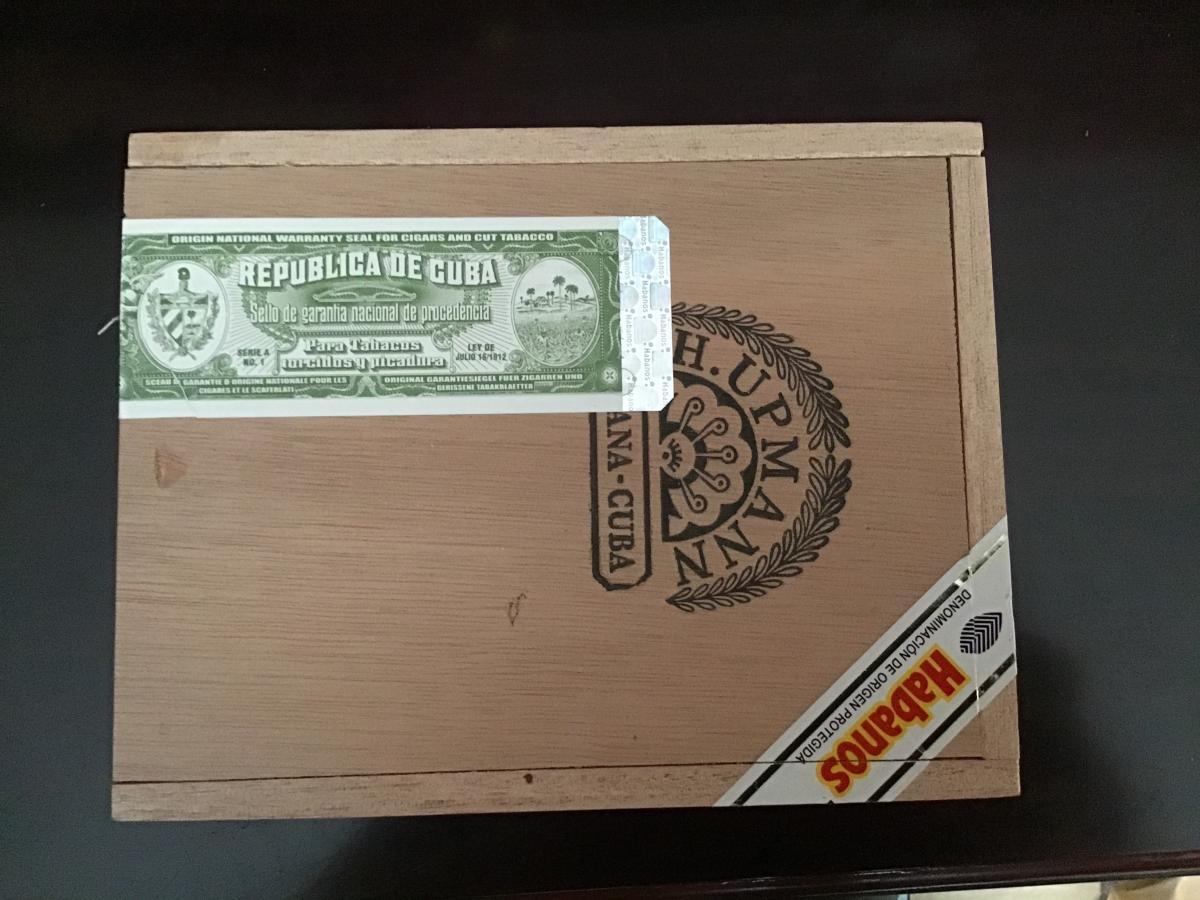 ORIGIN NATIONAL WARRANTY SEAL FOR CIGARS AND CUT TABACCO
REPUBLICA DE CUBA
Sello de garantia nacional de procedencia
SERIE A
NO. 1
Para Tabacos
torcidos y picadura
LEY DE
JULIO 16/1912
SCEAU DE GARANTIE D ORIGINE NATIONALE POUR LES
CIGARES ET LE SCAFERLATI
ORIGINAL GARANTIESIEGEL FUER ZIGARREN UND
GERISSENE TABAKBLAETTER
Habanos
H. UPMANN
ANA-CUBA
DENOMINACIÓN DE ORIGEN PROTEGIDA
Habanos